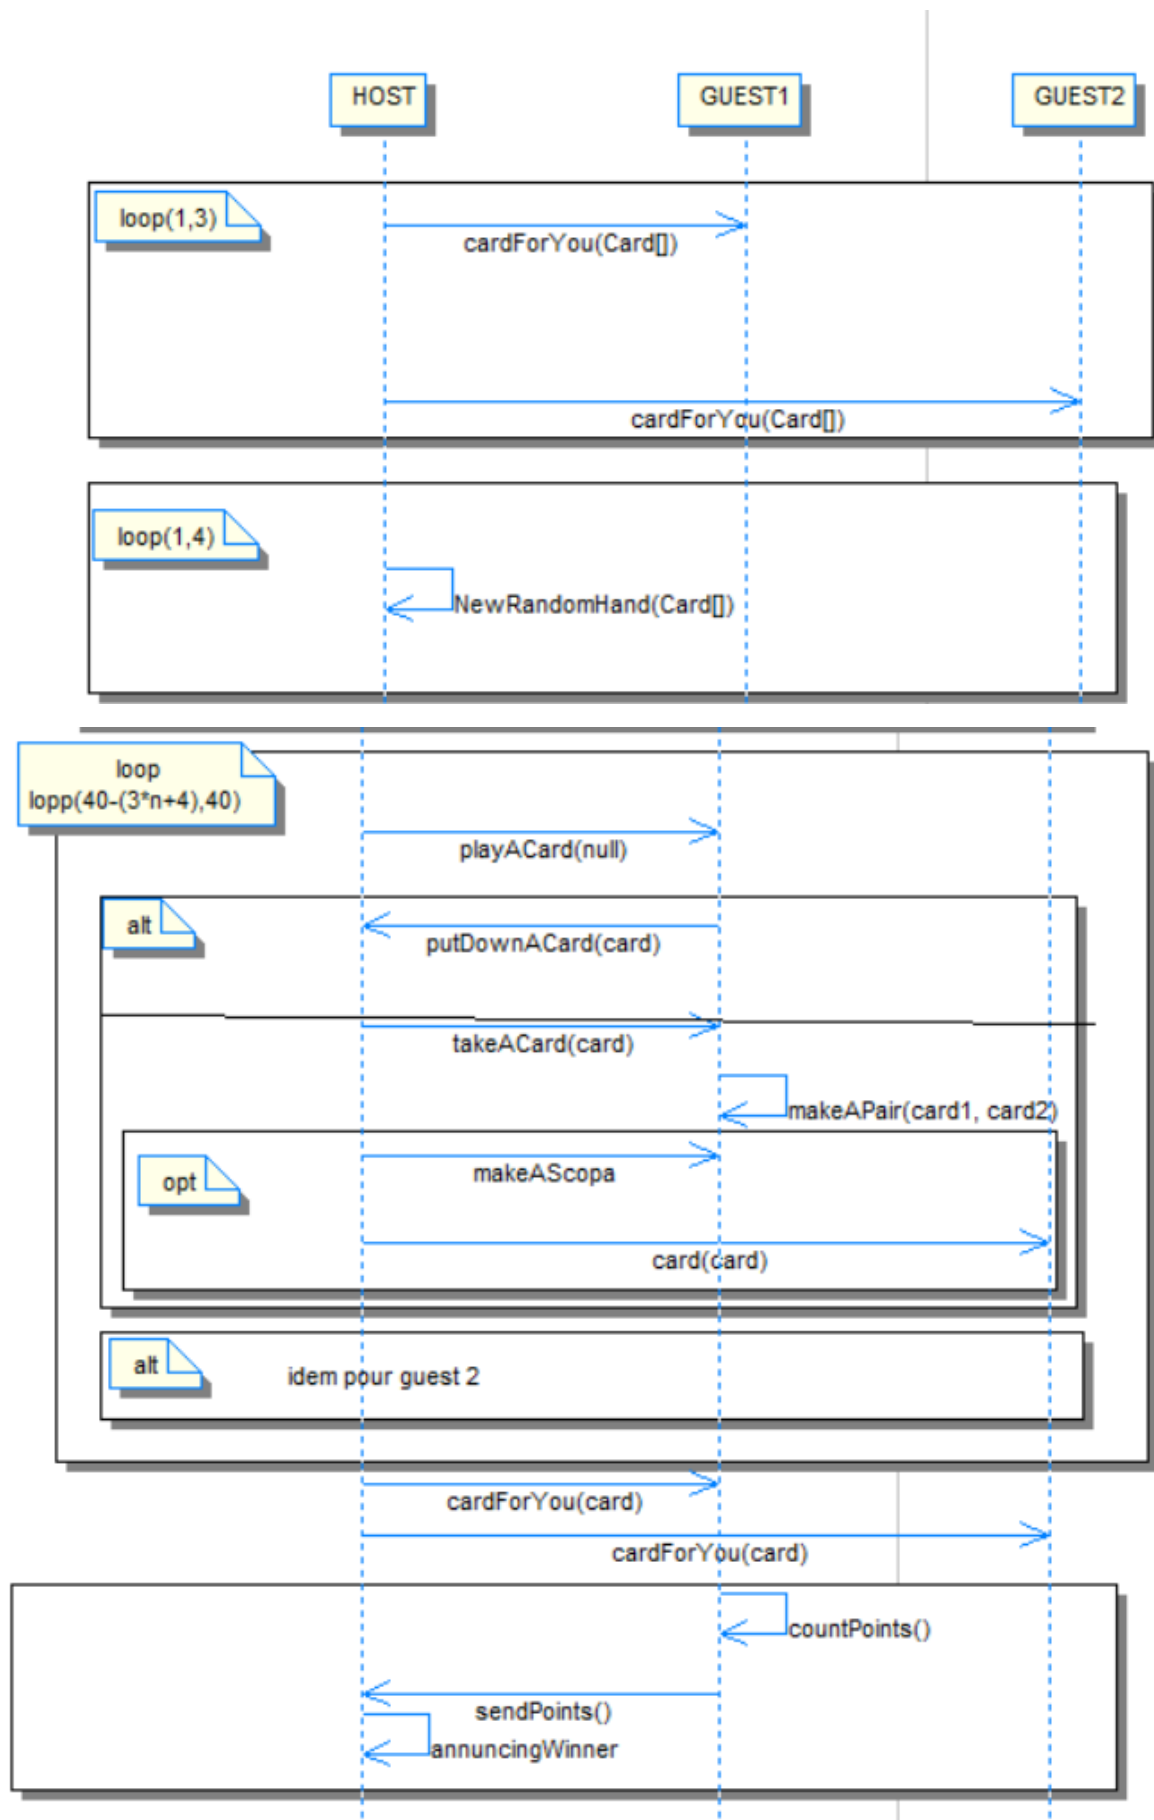 HOST
GUEST1
GUEST2
loop(1,3)
cardForYou(Card[])
cardForYou(Card[])
loop(1,4)
NewRandomHand(Card[])
loop
lopp(40-(3*n+4),40)
playACard(null)
alt
putDownACard(card)
takeACard(card)
makeAPair(card1, card2)
opt
makeAScopa
card(card)
alt
idem pour guest 2
cardForYou(card)
cardForYou(card)
countPoints()
sendPoints()
annuncingWinner